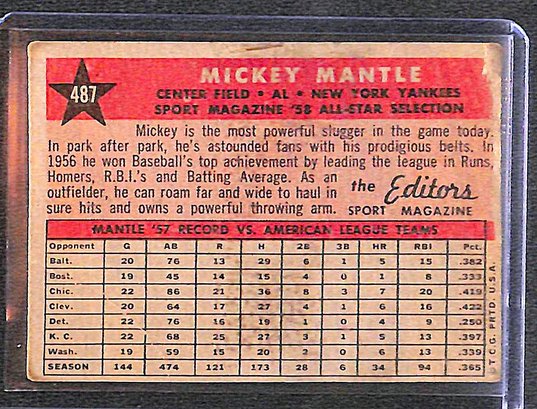 487
MICKEY MANTLE
CENTER FIELD • AL • NEW YORK YANKEES
SPORT MAGAZINE '58 ALL-STAR SELECTION
Mickey is the most powerful slugger in the game today.
In park after park, he's astounded fans with his prodigious belts. In
1956 he won Baseball's top achievement by leading the league in Runs,
Homers, R.B.I.'s and Batting Average. As an
outfielder, he can roam far and wide to haul in
sure hits and owns a powerful throwing arm.
the Editors
SPORT MAGAZINE
MANTLE '57 RECORD VS. AMERICAN LEAGUE TEAMS
Opponent G AB R H 2B 3B HR RBI Pct.
Balt. 20 76 13 29 6 1 5 15 .382
Bost. 19 45 14 15 4 0 1 8 .333
Chic. 22 86 21 36 8 3 7 20 .419
Clev. 20 64 17 27 4 1 6 16 .422
Det. 22 76 16 19 1 0 4 9 .250
K. C. 22 68 25 27 3 1 5 13 .397
Wash. 19 59 15 20 2 0 6 13 .339
SEASON 144 474 121 173 28 6 34 94 .365
© T.C.G. PRTD. U.S.A.